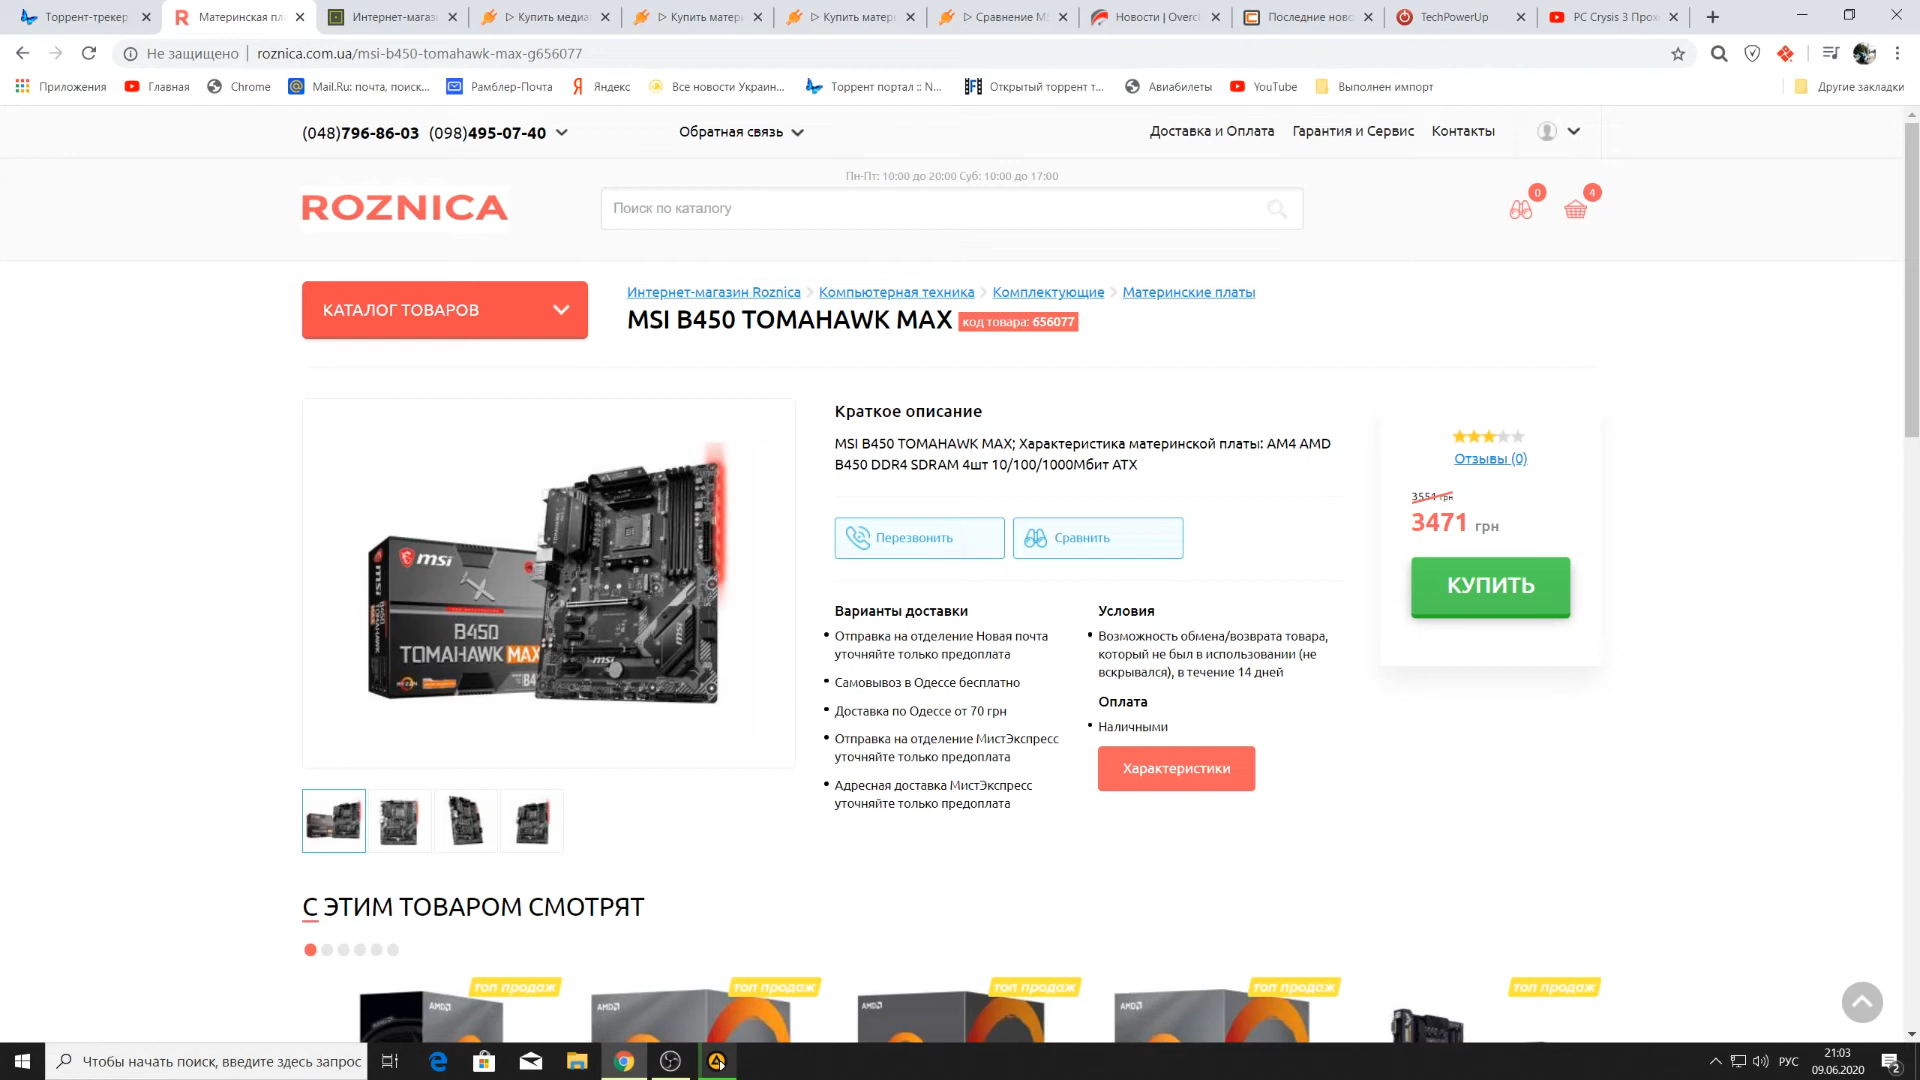 Торрент-трекер
Материнская пл
Интернет-магаз
▷ Купить медиа
▷ Купить матер
▷ Купить матер
▷ Сравнение M
Новости | Overcl
Последние ново
TechPowerUp
PC Crysis 3 Прох
Не защищено
roznica.com.ua/msi-b450-tomahawk-max-g656077
Приложения
Главная
Chrome
Mail.Ru: почта, поиск...
Рамблер-Почта
Яндекс
Все новости Украин...
Торрент портал :: N...
Открытый торрент т...
Авиабилеты
YouTube
Выполнен импорт
Другие закладки
(048)796-86-03 (098)495-07-40
Обратная связь
Доставка и Оплата
Гарантия и Сервис
Контакты
Пн-Пт: 10:00 до 20:00 Суб: 10:00 до 17:00
ROZNICA
Поиск по каталогу
0
4
КАТАЛОГ ТОВАРОВ
Интернет-магазин Roznica
Компьютерная техника
Комплектующие
Материнские платы
MSI B450 TOMAHAWK MAX
код товара: 656077
Краткое описание
MSI B450 TOMAHAWK MAX; Характеристика материнской платы: AM4 AMD
B450 DDR4 SDRAM 4шт 10/100/1000Мбит ATX
Перезвонить
Сравнить
Отзывы (0)
3551 грн
3471 грн
КУПИТЬ
msi
B450
TOMAHAWK MAX
Варианты доставки
Отправка на отделение Новая почта
уточняйте только предоплата
Самовывоз в Одессе бесплатно
Доставка по Одессе от 70 грн
Отправка на отделение МистЭкспресс
уточняйте только предоплата
Адресная доставка МистЭкспресс
уточняйте только предоплата
Условия
Возможность обмена/возврата товара,
который не был в использовании (не
вскрывался), в течение 14 дней
Оплата
Наличными
Характеристики
С ЭТИМ ТОВАРОМ СМОТРЯТ
топ продаж
топ продаж
топ продаж
топ продаж
топ продаж
AMD
AMD
AMD
AMD
Чтобы начать поиск, введите здесь запрос
РУС
21:03
09.06.2020
2